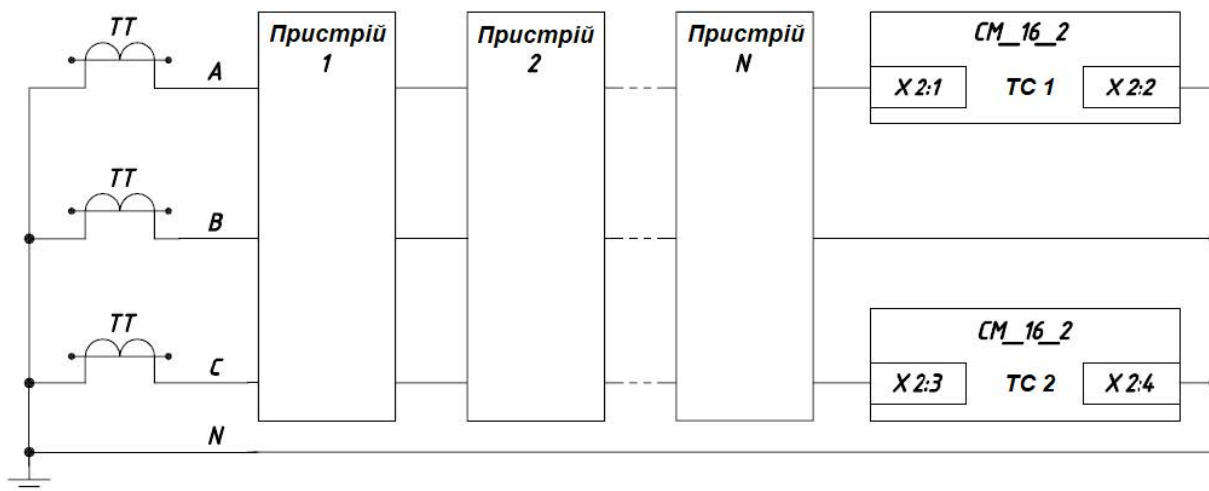 ТТ
А
Пристрій
1
Пристрій
2
Пристрій
N
СМ_16_2
X 2:1
ТС 1
X 2:2
ТТ
В
ТТ
С
СМ_16_2
X 2:3
ТС 2
X 2:4
N